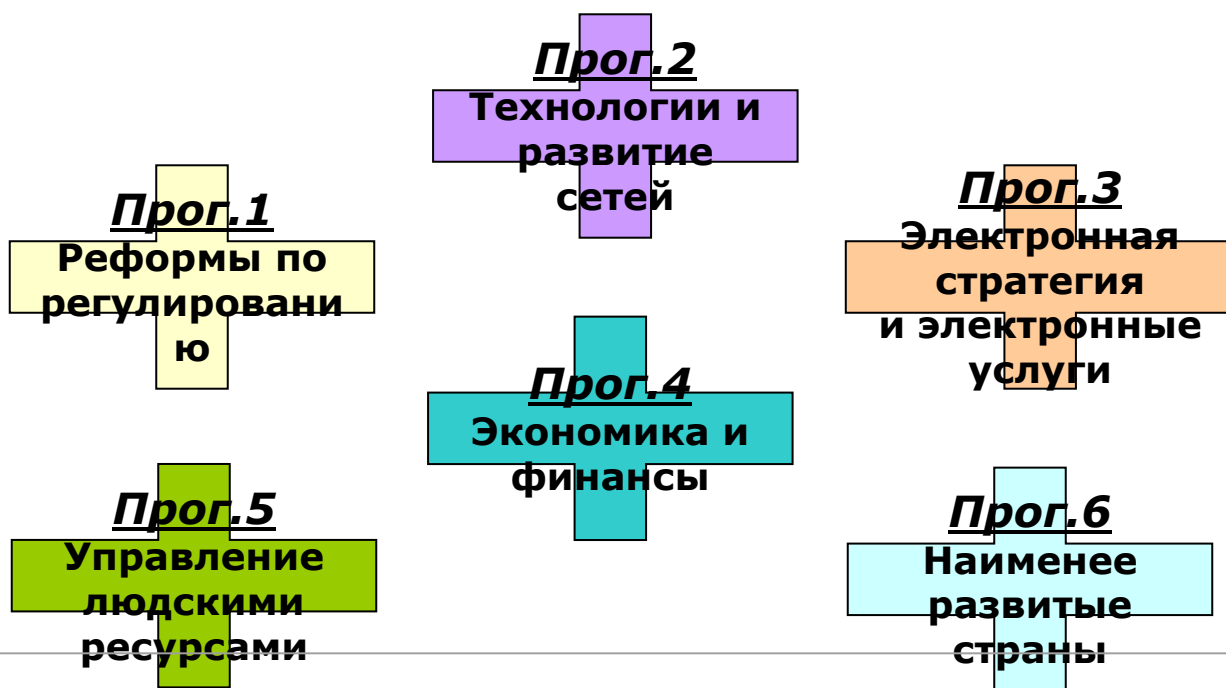 Прог.1
Реформы по
регулировани
ю
Прог.2
Технологии и
развитие
сетей
Прог.3
Электронная
стратегия
и электронные
услуги
Прог.4
Экономика и
финансы
Прог.5
Управление
людскими
ресурсами
Прог.6
Наименее
развитые
страны